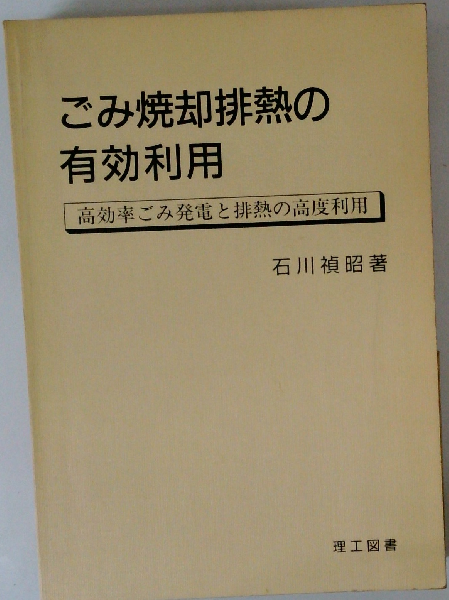 ごみ焼却排熱の
有効利用
高効率ごみ発電と排熱の高度利用
石川禎昭著
理工図書